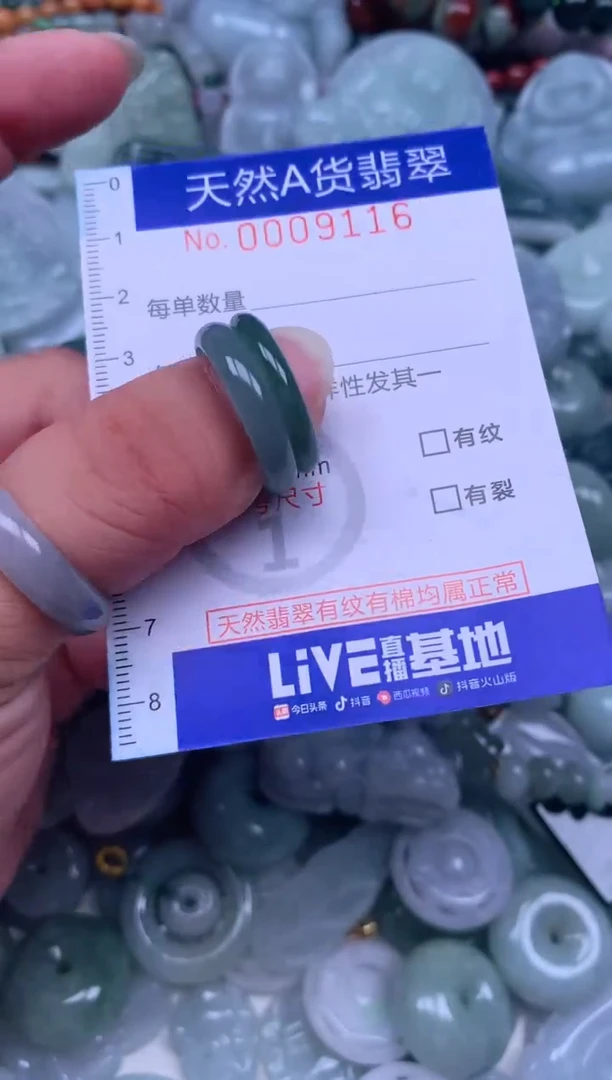 天然A货翡翠
No. 0009116
0
1
2
3
7
8
每单数量
性发其一
有纹
有裂
尺寸
1
天然翡翠有纹有棉均属正常
LiVE直播基地
今日头条 抖音 西瓜视频 抖音火山版